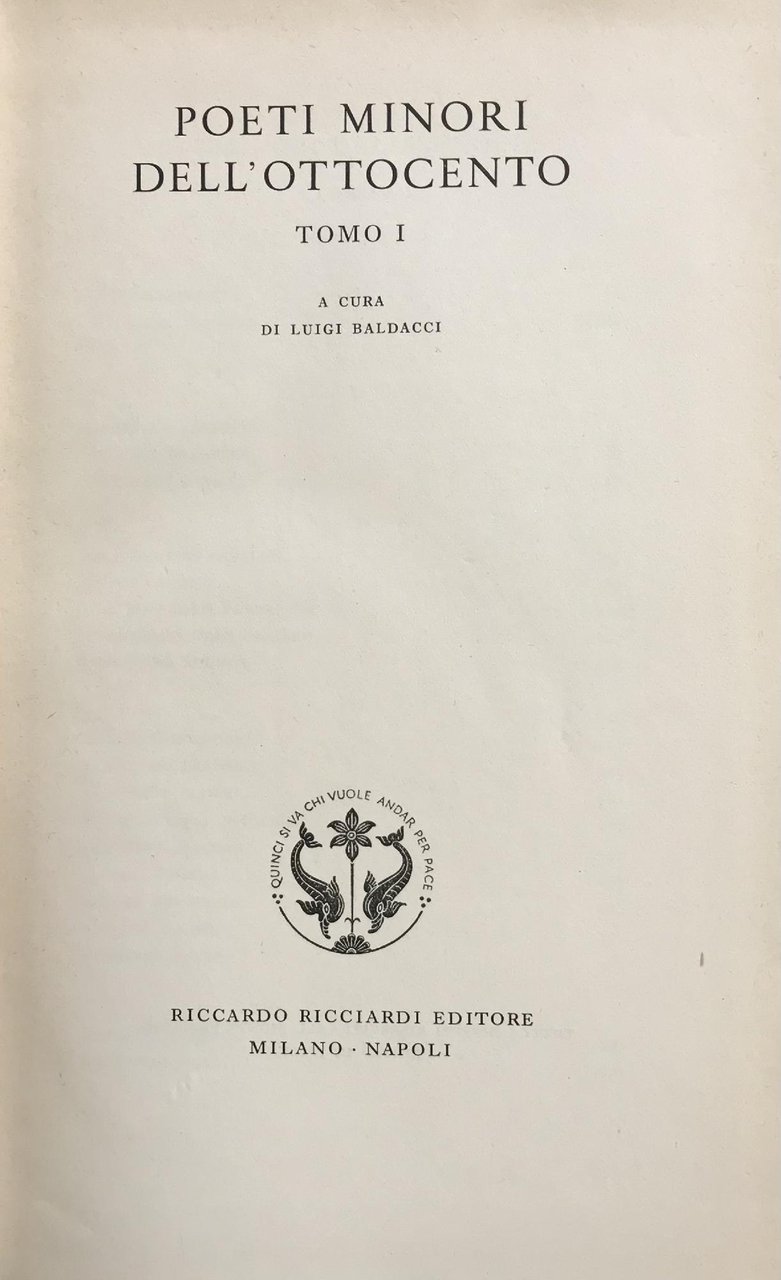 POETI MINORI
DELL'OTTOCENTO
TOMO I
A CURA
DI LUIGI BALDACCI
QUINCI SI VA CHI VUOLE ANDAR PER PACE
RICCARDO RICCIARDI EDITORE
MILANO · NAPOLI